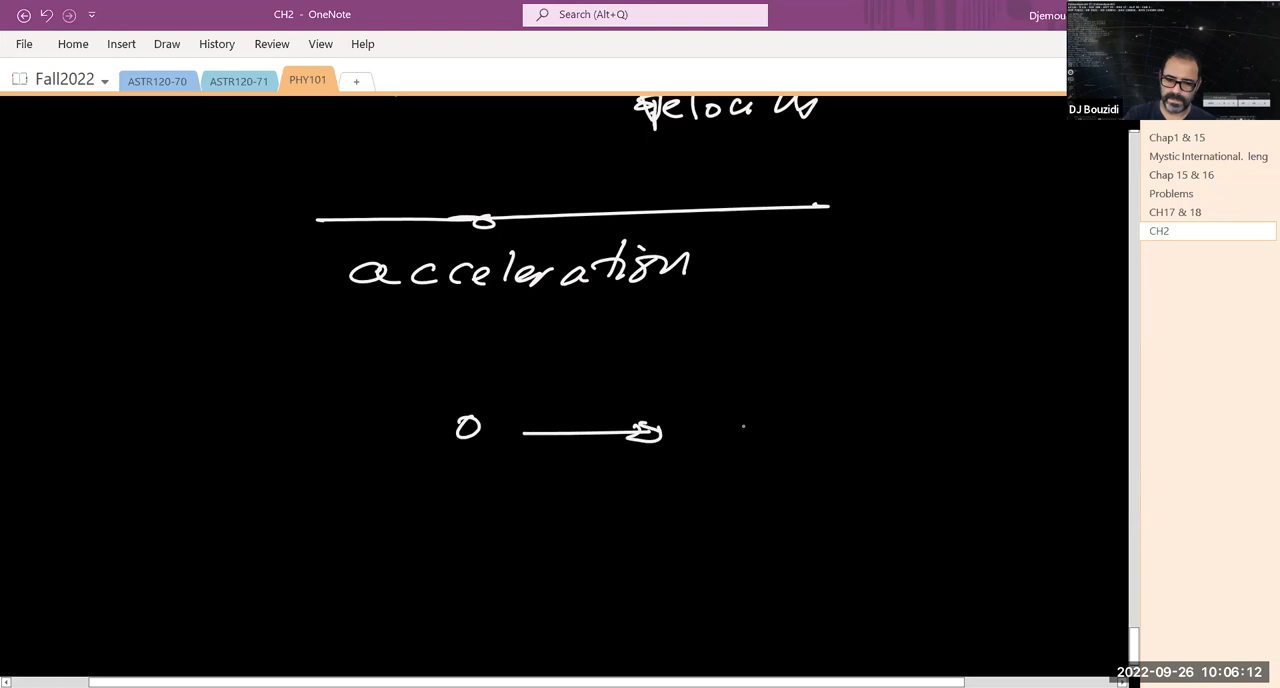 CH2 - OneNote
Search (Alt+Q)
Djemou
File Home Insert Draw History Review View Help
Fall2022 ASTR120-70 ASTR120-71 PHY101 +
DJ Bouzidi
Chap1 & 15
Mystic International. leng
Chap 15 & 16
Problems
CH17 & 18
CH2
acceleration
0
2022-09-26 10:06:12